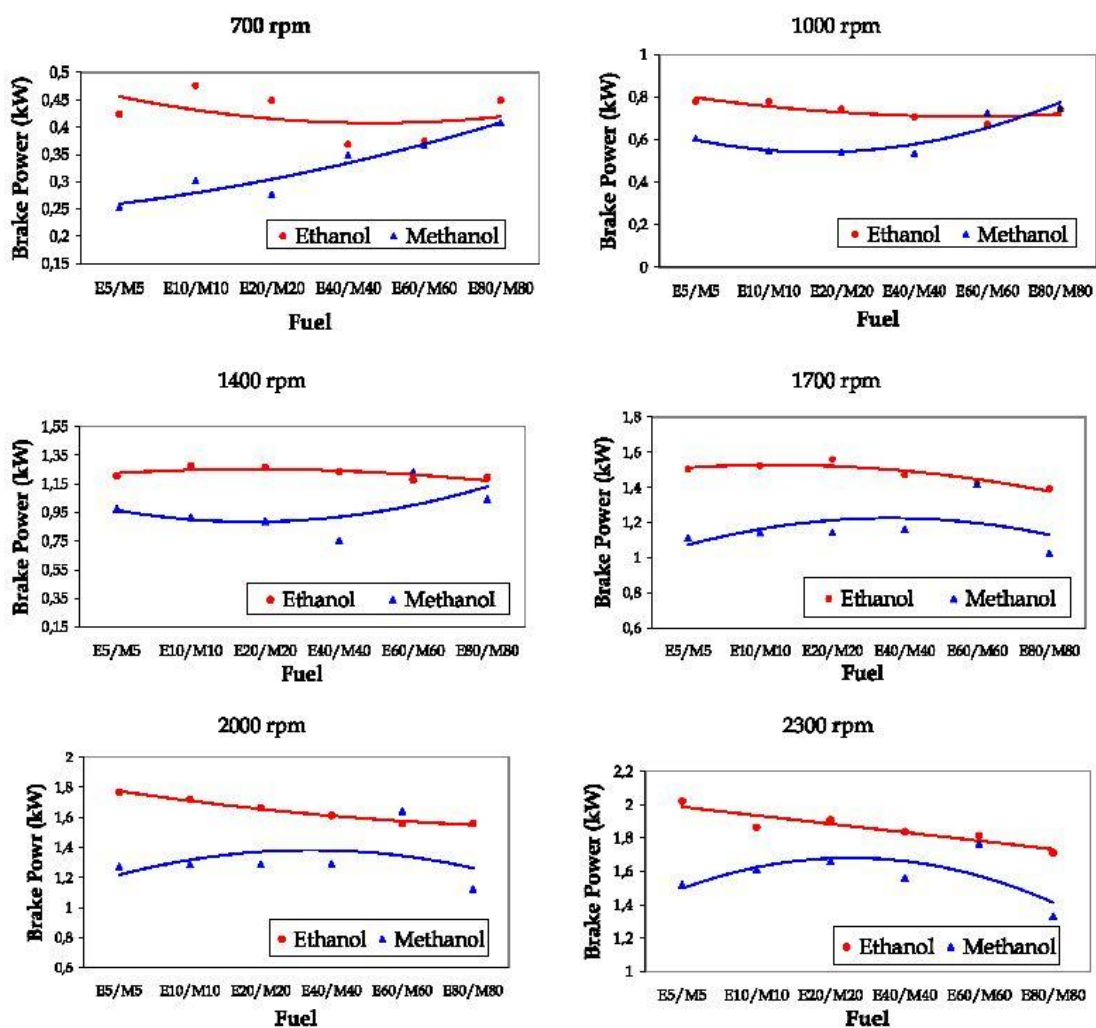 700 rpm
Brake Power (kW)
0,5
0,45
0,4
0,35
0,3
0,25
0,2
0,15
Ethanol Methanol
E5/M5 E10/M10 E20/M20 E40/M40 E60/M60 E80/M80
Fuel
1000 rpm
Brake Power (kW)
1
0,8
0,6
0,4
0,2
0
Ethanol Methanol
E5/M5 E10/M10 E20/M20 E40/M40 E60/M60 E80/M80
Fuel
1400 rpm
Brake Power (kW)
1,55
1,35
1,15
0,95
0,75
0,55
0,35
0,15
Ethanol Methanol
E5/M5 E10/M10 E20/M20 E40/M40 E60/M60 E80/M80
Fuel
1700 rpm
Brake Power (kW)
1,8
1,6
1,4
1,2
1
0,8
0,6
Ethanol Methanol
E5/M5 E10/M10 E20/M20 E40/M40 E60/M60 E80/M80
Fuel
2000 rpm
Brake Powr (kW)
2
1,8
1,6
1,4
1,2
1
0,8
0,6
Ethanol Methanol
E5/M5 E10/M10 E20/M20 E40/M40 E60/M60 E80/M80
Fuel
2300 rpm
Brake Power (kW)
2,2
2
1,8
1,6
1,4
1,2
1
Ethanol Methanol
E5/M5 E10/M10 E20/M20 E40/M40 E60/M60 E80/M80
Fuel